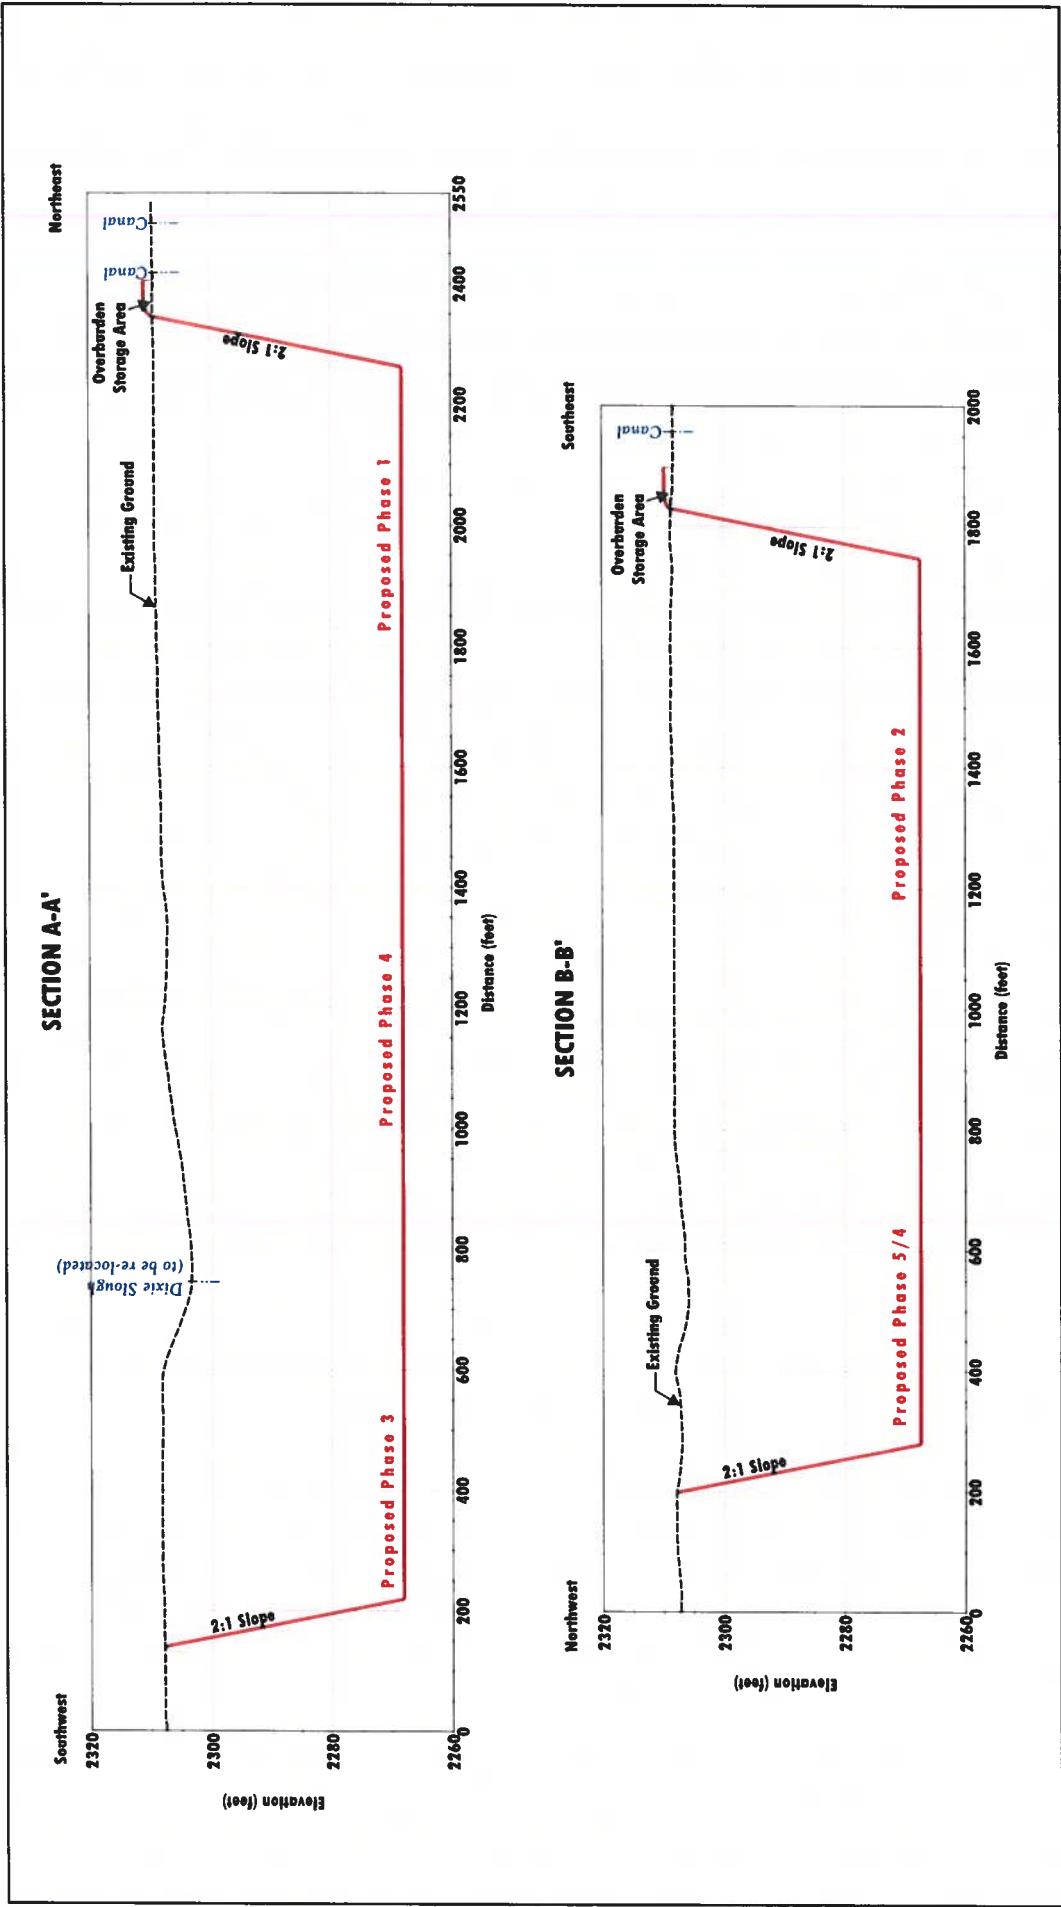 SECTION A-A'
Southwest
Northeast
Elevation (feet)
2320
2300
2280
2260
Dixie Slough
(to be re-located)
Existing Ground
Overburden
Storage Area
Canal
Canal
2:1 Slope
2:1 Slope
Proposed Phase 3
Proposed Phase 4
Proposed Phase 1
0
200
400
600
800
1000
1200
1400
1600
1800
2000
2200
2400
2550
Distance (feet)
SECTION B-B'
Northwest
Southeast
Elevation (feet)
2320
2300
2280
2260
Existing Ground
Overburden
Storage Area
Canal
2:1 Slope
2:1 Slope
Proposed Phase 5/4
Proposed Phase 2
0
200
400
600
800
1000
1200
1400
1600
1800
2000
Distance (feet)